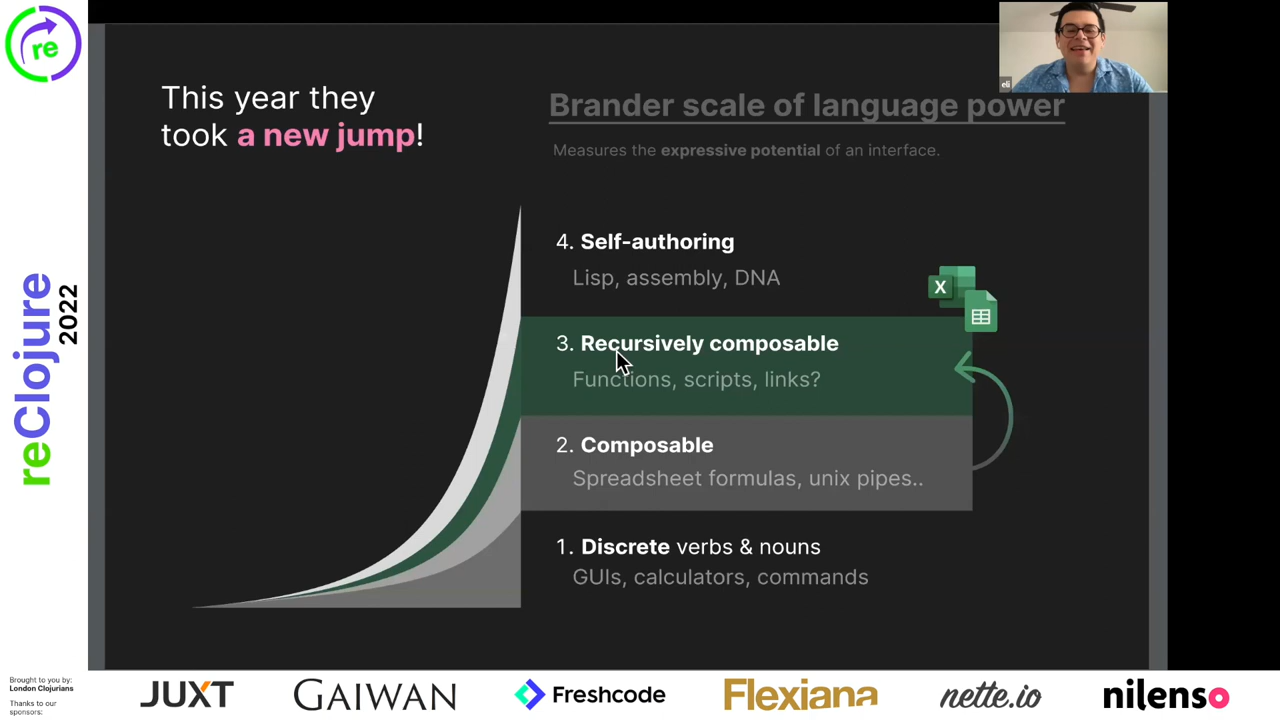 re
reClojure
2022
This year they
took a new jump!
Brander scale of language power
Measures the expressive potential of an interface.
eli
4. Self-authoring
Lisp, assembly, DNA
X
3. Recursively composable
Functions, scripts, links?
2. Composable
Spreadsheet formulas, unix pipes..
1. Discrete verbs & nouns
GUIs, calculators, commands
Brought to you by:
London Clojurians
Thanks to our
sponsors:
JUXT
GAIWAN
Freshcode
Flexiana
nette.io
nilenso